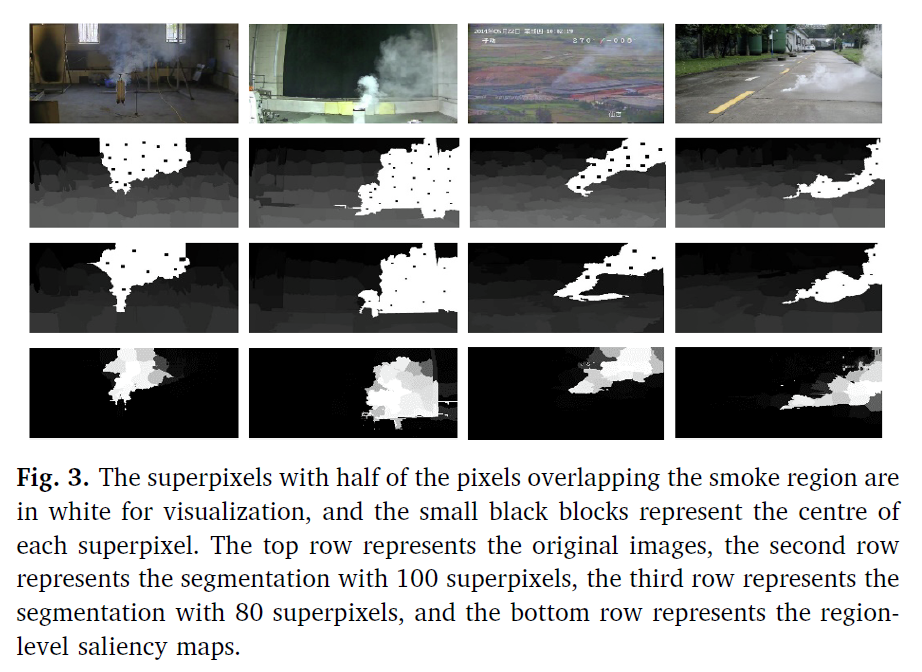 Fig. 3. The superpixels with half of the pixels overlapping the smoke region are
in white for visualization, and the small black blocks represent the centre of
each superpixel. The top row represents the original images, the second row
represents the segmentation with 100 superpixels, the third row represents the
segmentation with 80 superpixels, and the bottom row represents the region-
level saliency maps.